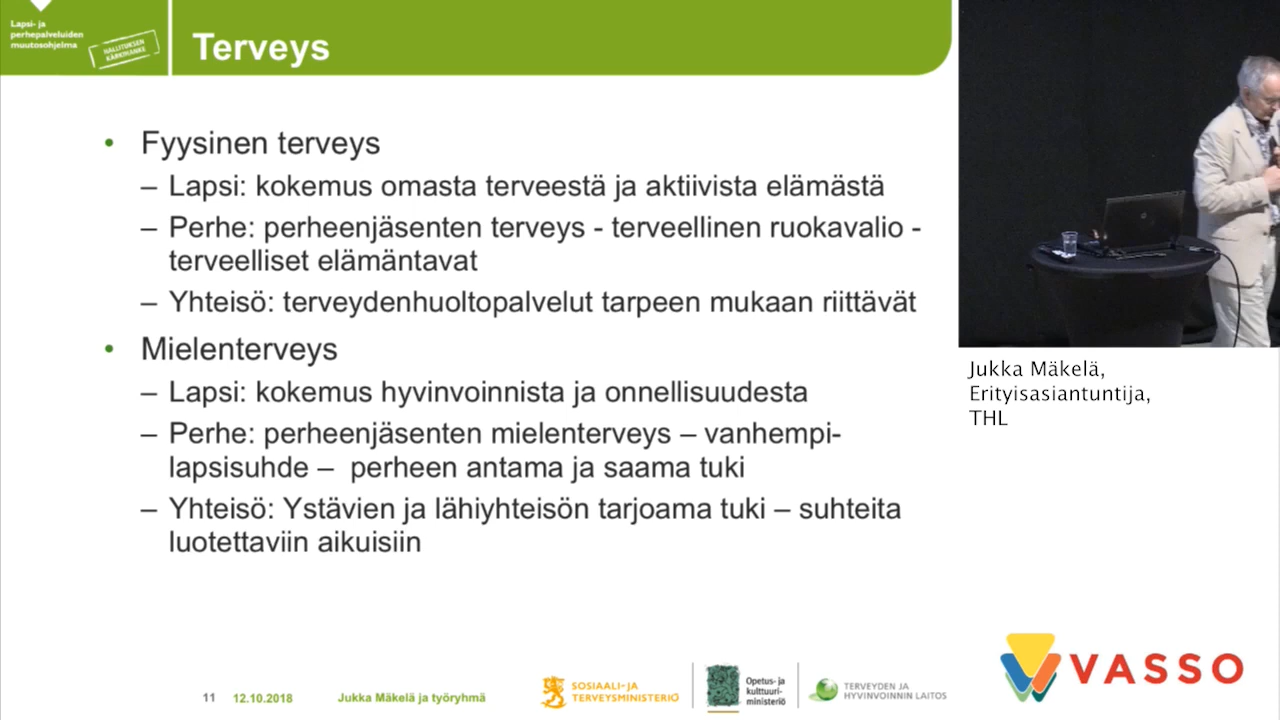 Lapsi- ja
perhepalveluiden
muutosohjelma
HALLITUKSEN
KÄRKIHANKE
Terveys
• Fyysinen terveys
– Lapsi: kokemus omasta terveestä ja aktiivista elämästä
– Perhe: perheenjäsenten terveys - terveellinen ruokavalio -
terveelliset elämäntavat
– Yhteisö: terveydenhuoltopalvelut tarpeen mukaan riittävät
• Mielenterveys
– Lapsi: kokemus hyvinvoinnista ja onnellisuudesta
– Perhe: perheenjäsenten mielenterveys – vanhempi-
lapsisuhde – perheen antama ja saama tuki
– Yhteisö: Ystävien ja lähiyhteisön tarjoama tuki – suhteita
luotettaviin aikuisiin
Jukka Mäkelä,
Erityisasiantuntija,
THL
11 12.10.2018 Jukka Mäkelä ja työryhmä
SOSIAALI- JA
TERVEYSMINISTERIÖ
Opetus- ja
kulttuuri-
ministeriö
TERVEYDEN JA
HYVINVOINNIN LAITOS
VASSO